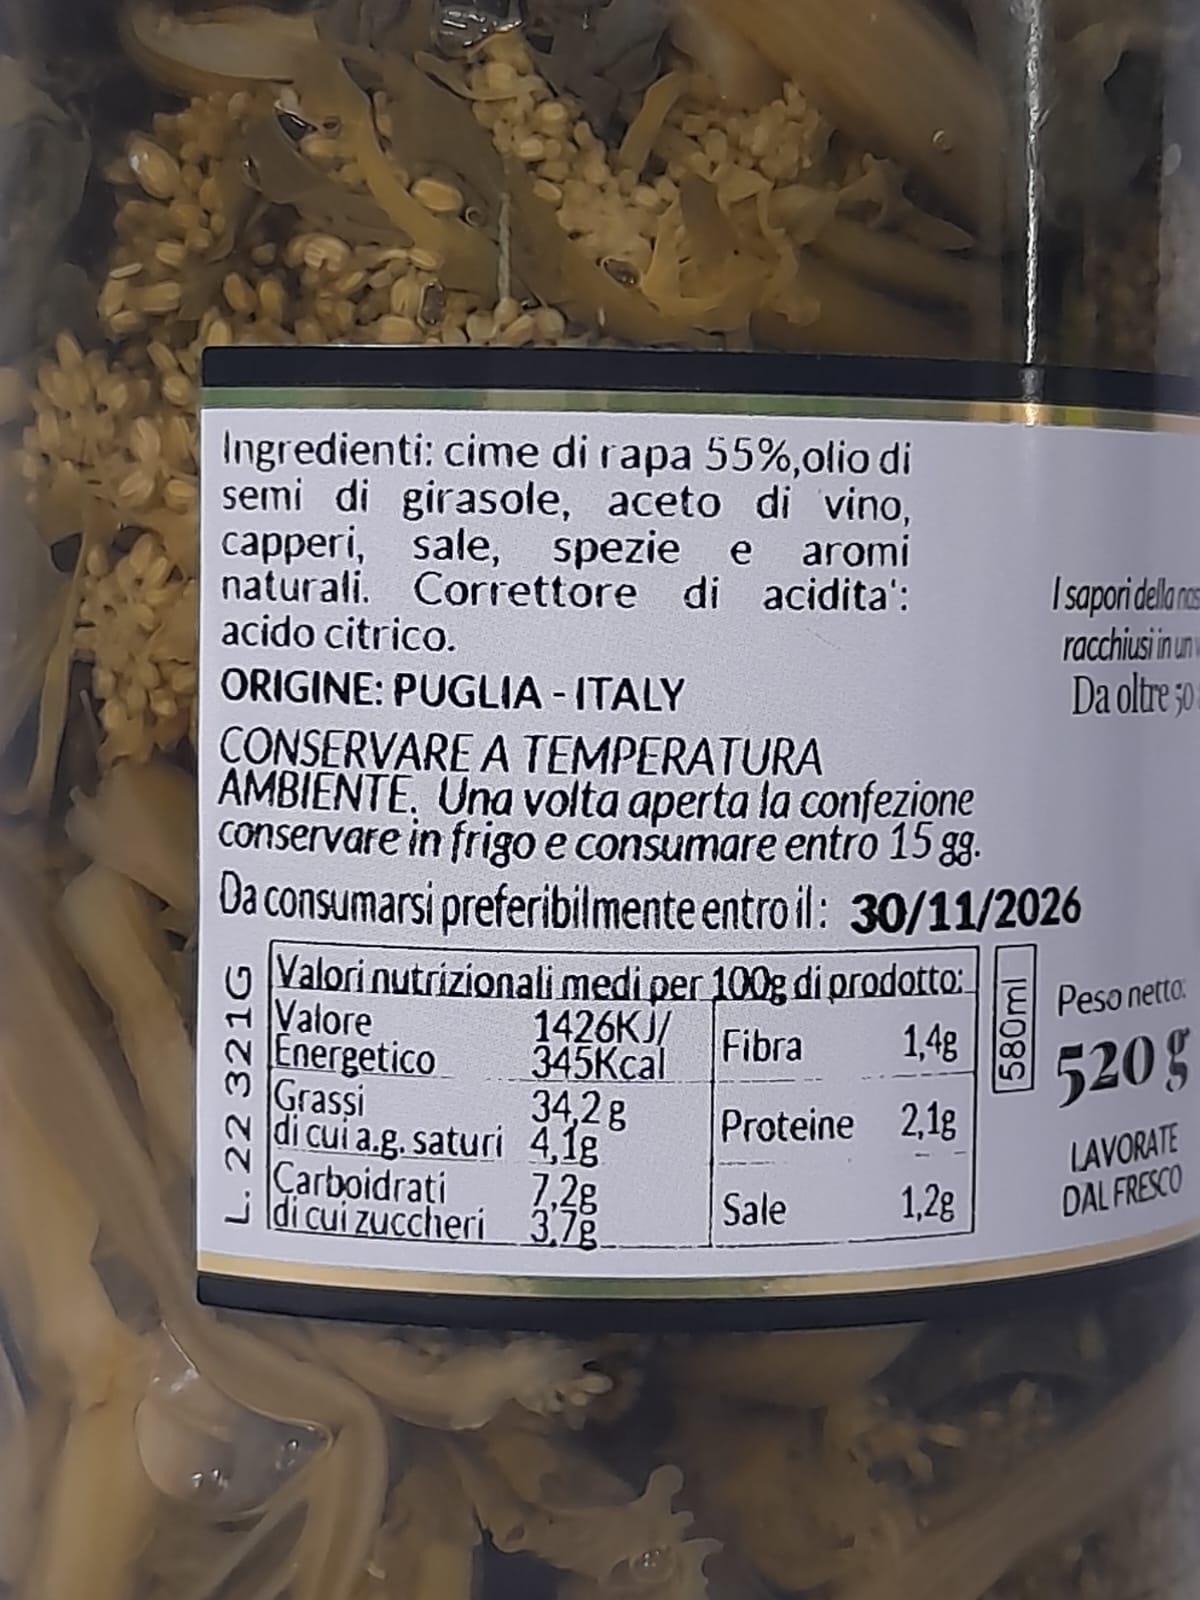 Ingredienti: cime di rapa 55%,olio di
semi di girasole, aceto di vino,
capperi, sale, spezie e aromi
naturali. Correttore di acidita':
acido citrico.
ORIGINE: PUGLIA - ITALY
CONSERVARE A TEMPERATURA
AMBIENTE. Una volta aperta la confezione
conservare in frigo e consumare entro 15 gg.
Da consumarsi preferibilmente entro il: 30/11/2026
L. 22 321G
Valori nutrizionali medi per 100g di prodotto:
Valore 1426KJ/
Energetico 345Kcal
Grassi 34,2g
di cui a.g. saturi 4,1g
Carboidrati 7,2g
di cui zuccheri 3,7g
Fibra 1,4g
Proteine 2,1g
Sale 1,2g
580ml
I sapori della
racchiusi in un
Da oltre 50
Peso netto:
520 g
LAVORATE
DAL FRESCO